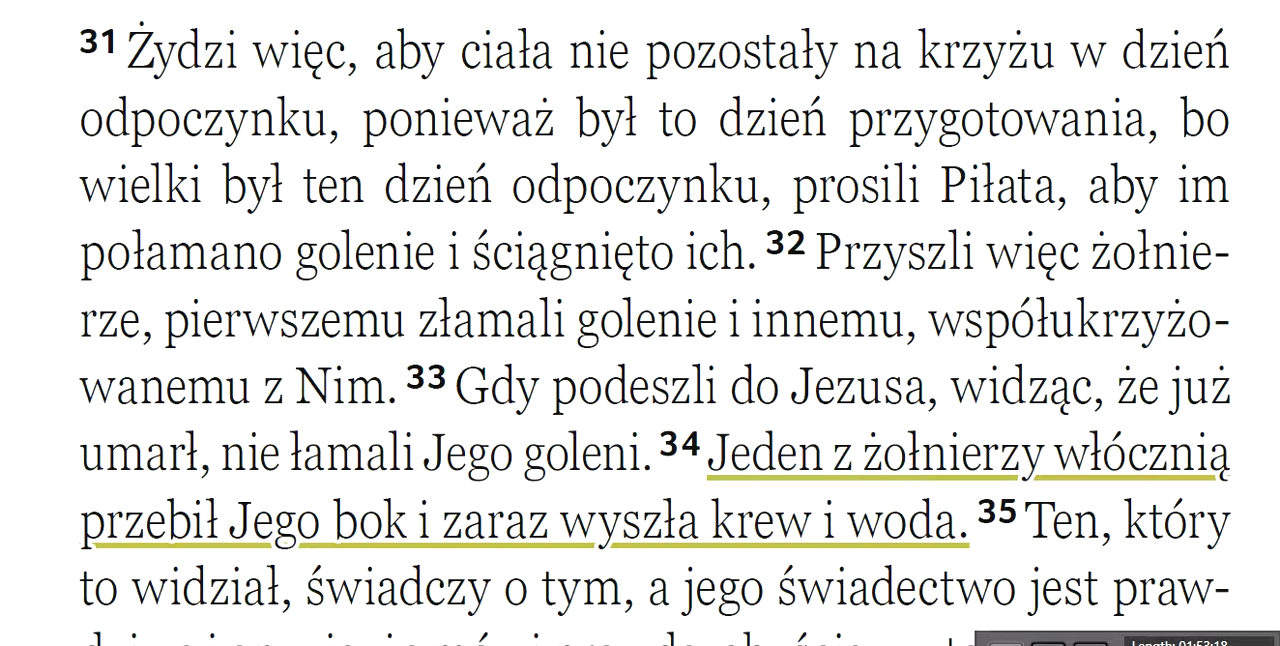 31 Żydzi więc, aby ciała nie pozostały na krzyżu w dzień
odpoczynku, ponieważ był to dzień przygotowania, bo
wielki był ten dzień odpoczynku, prosili Piłata, aby im
połamano golenie i ściągnięto ich. 32 Przyszli więc żołnie-
rze, pierwszemu złamali golenie i innemu, współukrzyżo-
wanemu z Nim. 33 Gdy podeszli do Jezusa, widząc, że już
umarł, nie łamali Jego goleni. 34 Jeden z żołnierzy włócznią
przebił Jego bok i zaraz wyszła krew i woda. 35 Ten, który
to widział, świadczy o tym, a jego świadectwo jest praw-
Length: 01:53:18